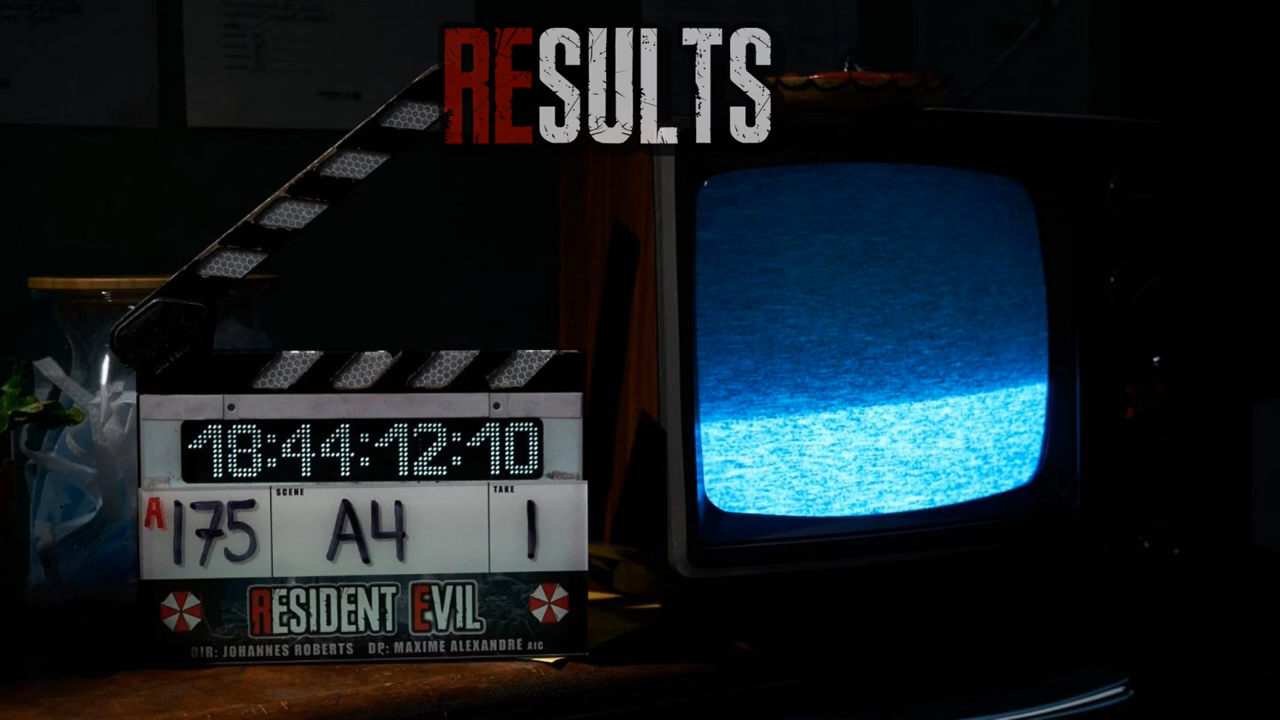 RESULTS
18:44:12:10
SCENE
TAKE
A 175
A4
1
RESIDENT EVIL
DIR: JOHANNES ROBERTS DP: MAXIME ALEXANDRE AIC